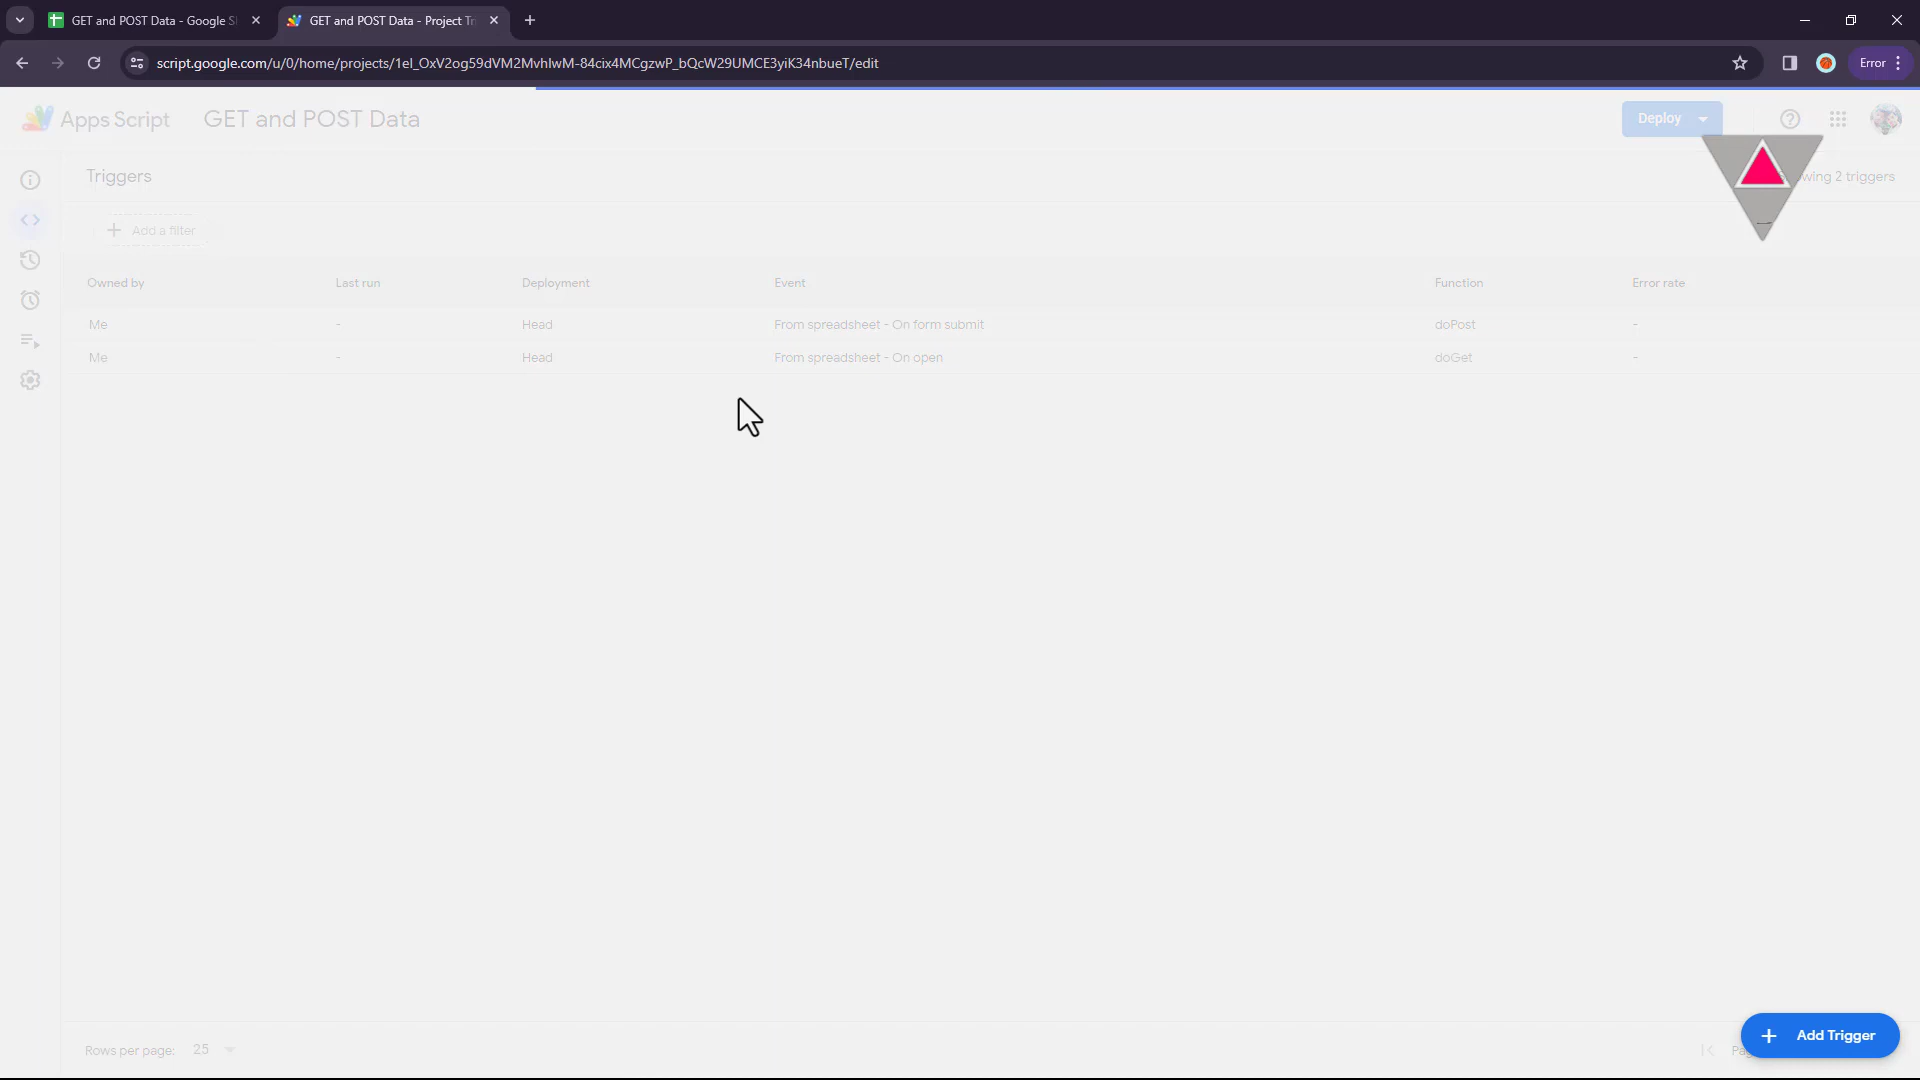 GET and POST Data - Google S
GET and POST Data - Project Tr
script.google.com/u/0/home/projects/1eI_OxV2og59dVM2MvhIwM-84cix4MCgzwP_bQcW29UMCE3yiK34nbueT/edit
Error
Apps Script
GET and POST Data
Deploy
Triggers
wing 2 triggers
Add a filter
Owned by Last run Deployment Event Function Error rate
Me - Head From spreadsheet - On form submit doPost -
Me - Head From spreadsheet - On open doGet -
Rows per page: 25
Add Trigger